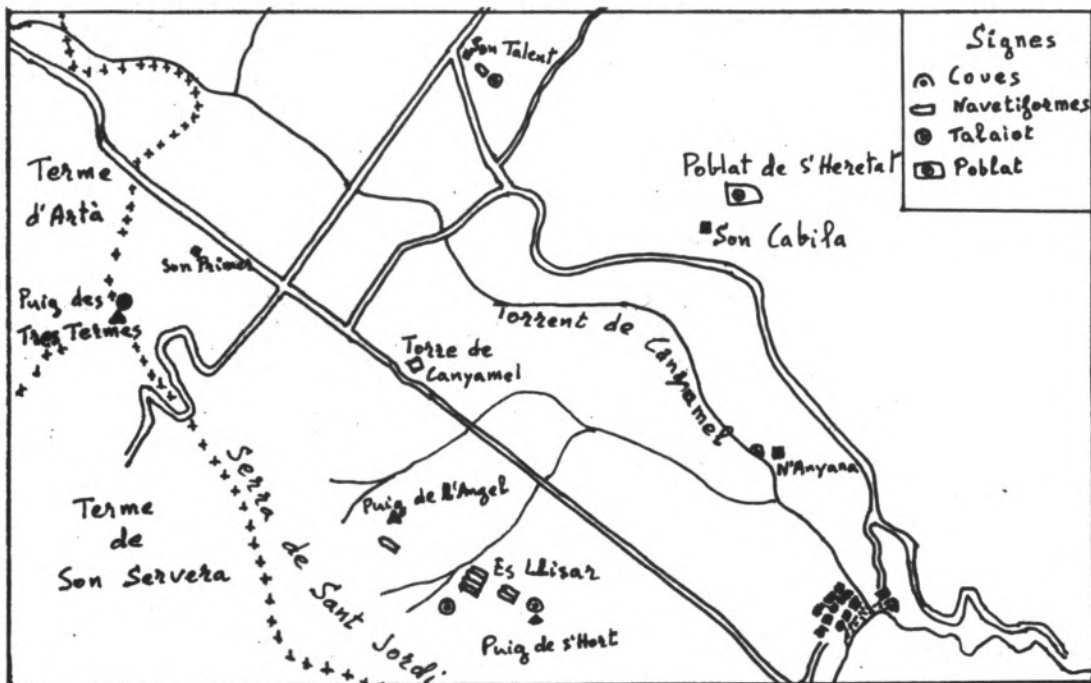 Son Talent
Signes
Coves
Navetiformes
Talaiot
Poblat
Terme
d'Artà
Poblat de s'Heretat
Son Cabila
Son Primer
Puig des
Tres Termes
Torrent de Canyamel
Torre de
Canyamel
N'Anyana
Puig de l'Angel
Serra de Sant Jordi
Terme
de
Son Servera
Es Llisar
Puig de s'Hort